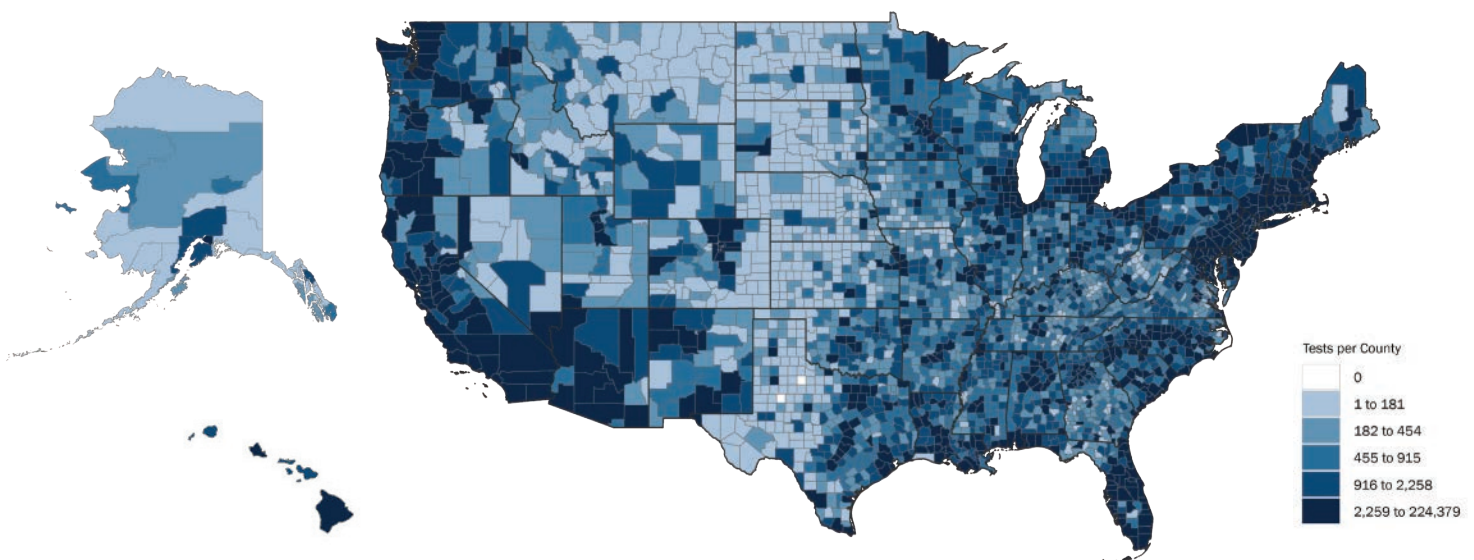 Tests per County
0
1 to 181
182 to 454
455 to 915
916 to 2,258
2,259 to 224,379